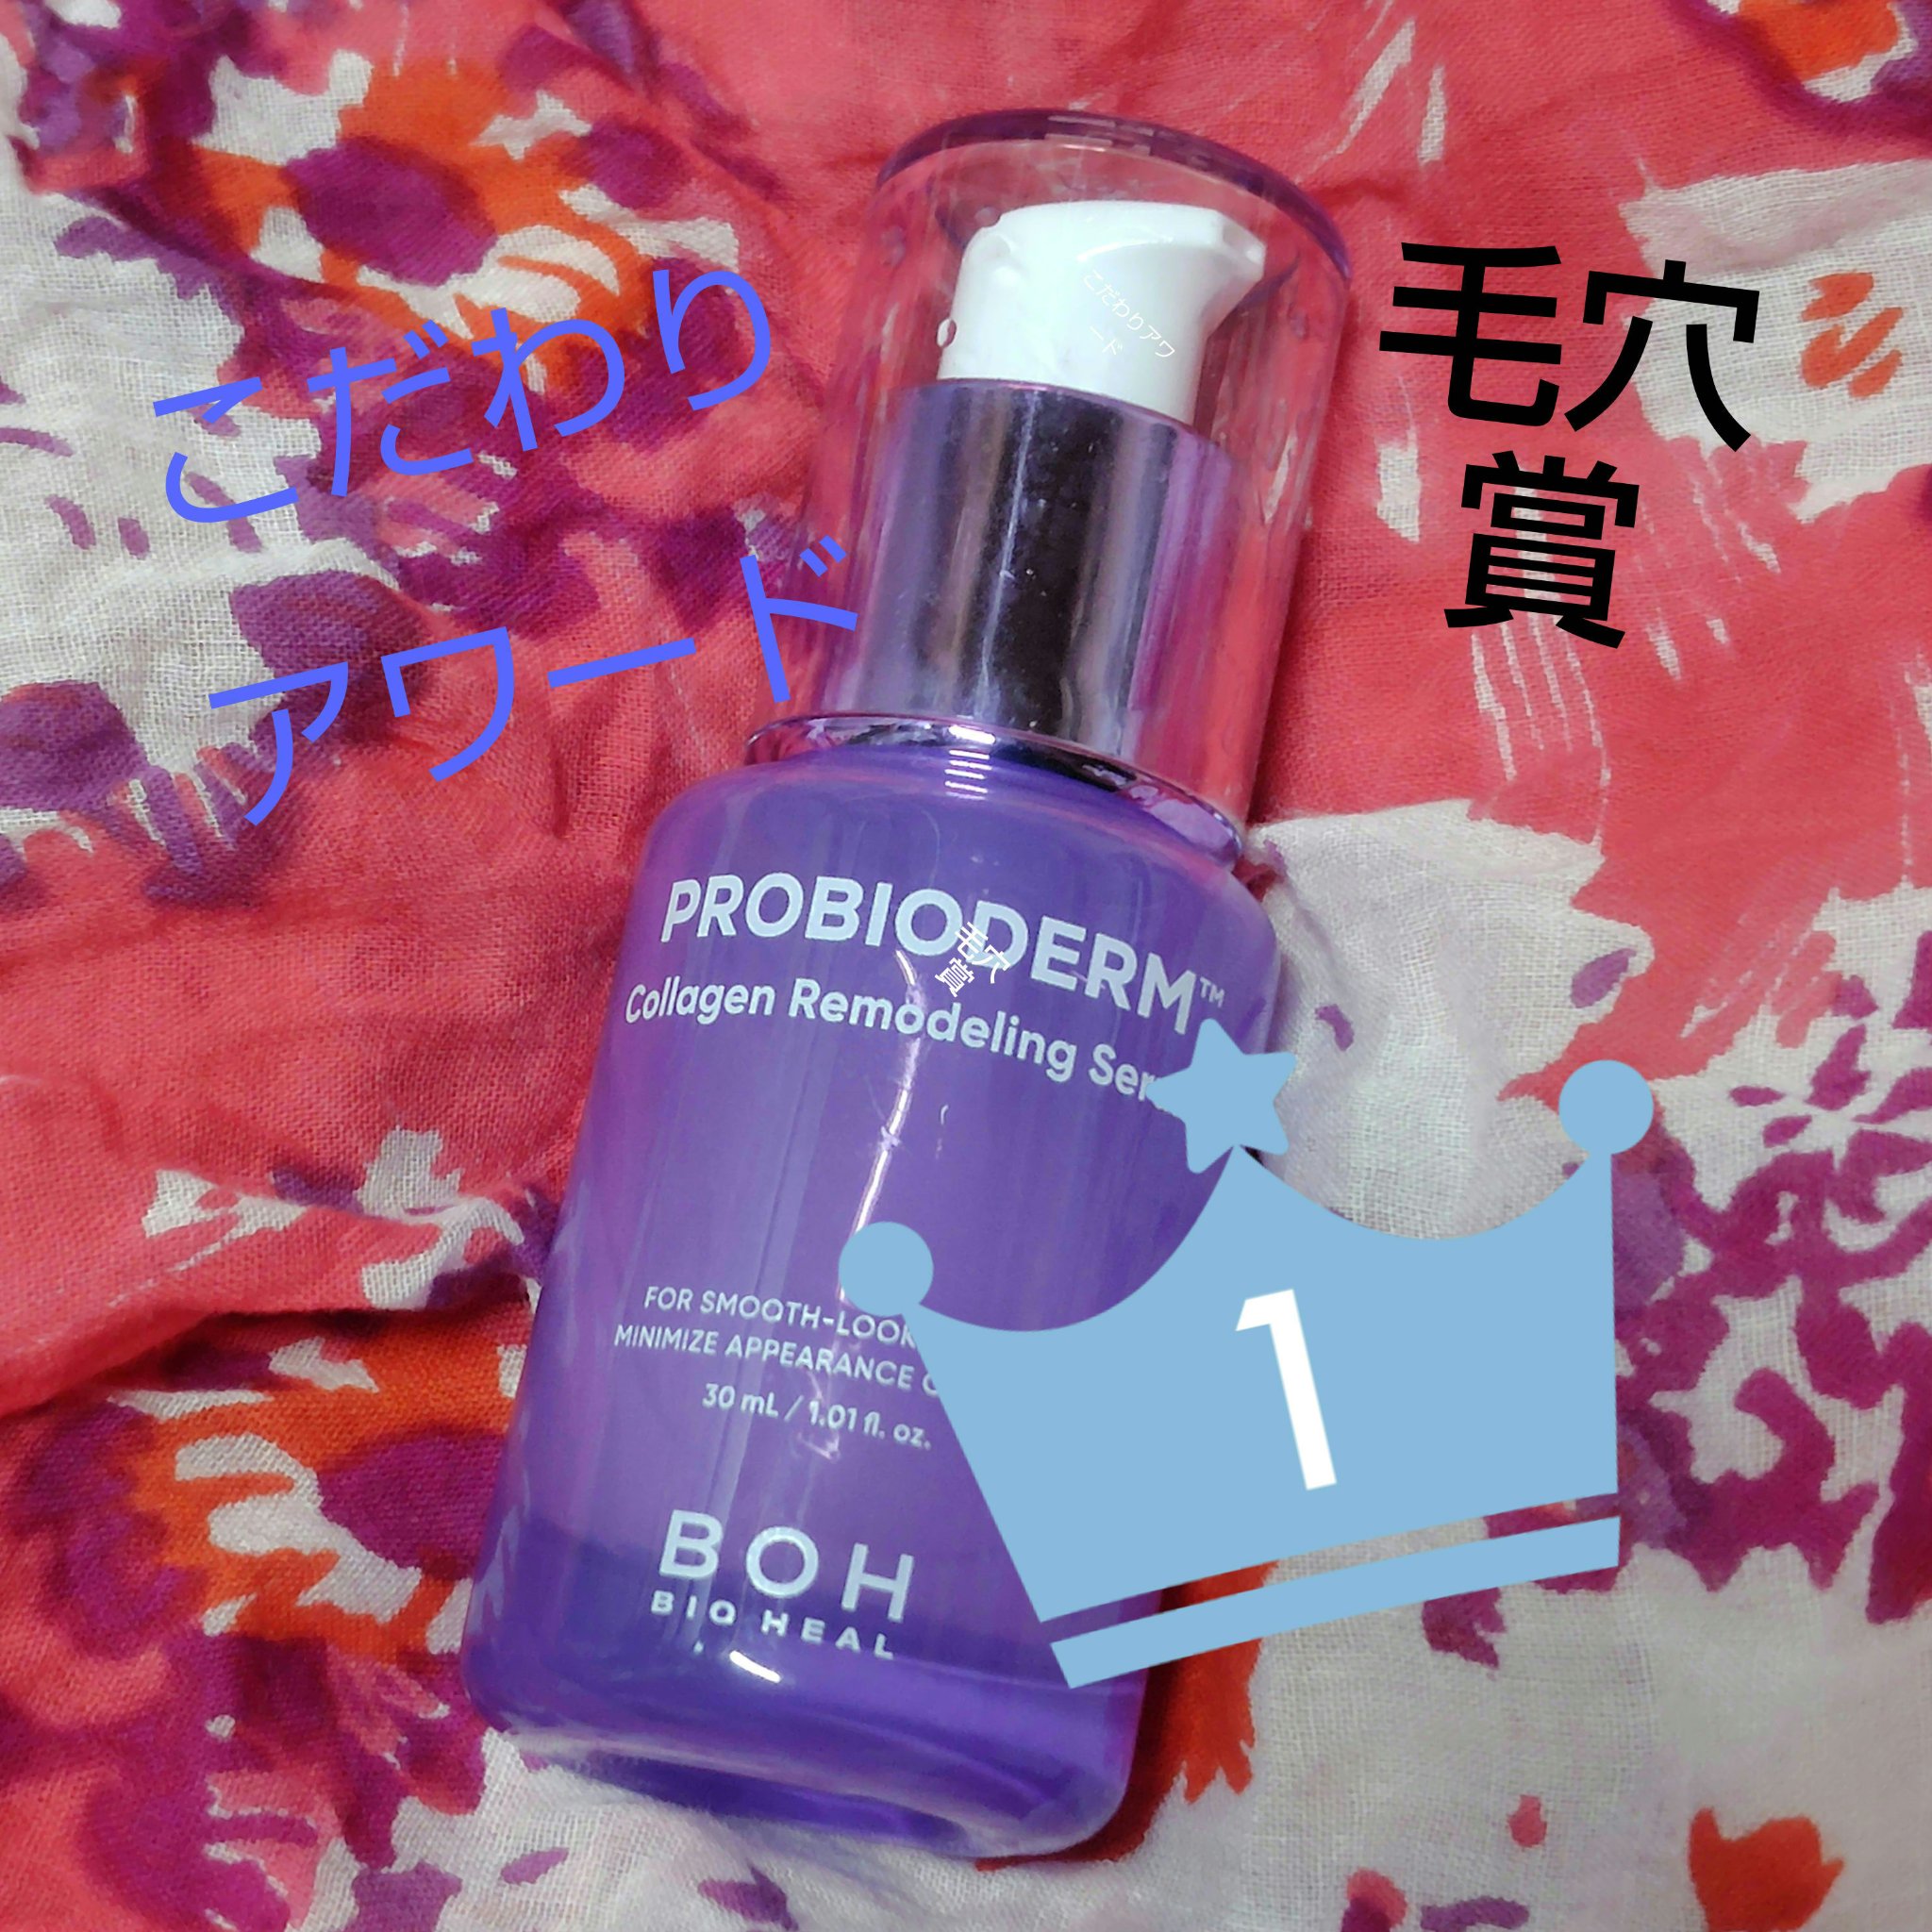 こだわり
アワード
毛穴
賞
こだわりアワ
ード
PROBIODERM™
毛穴
賞
Collagen Remodeling
FOR SMOOTH-LOOK
MINIMIZE APPEARANCE
30 mL / 1.01 fl. oz.
1
BOH
BIO HEAL